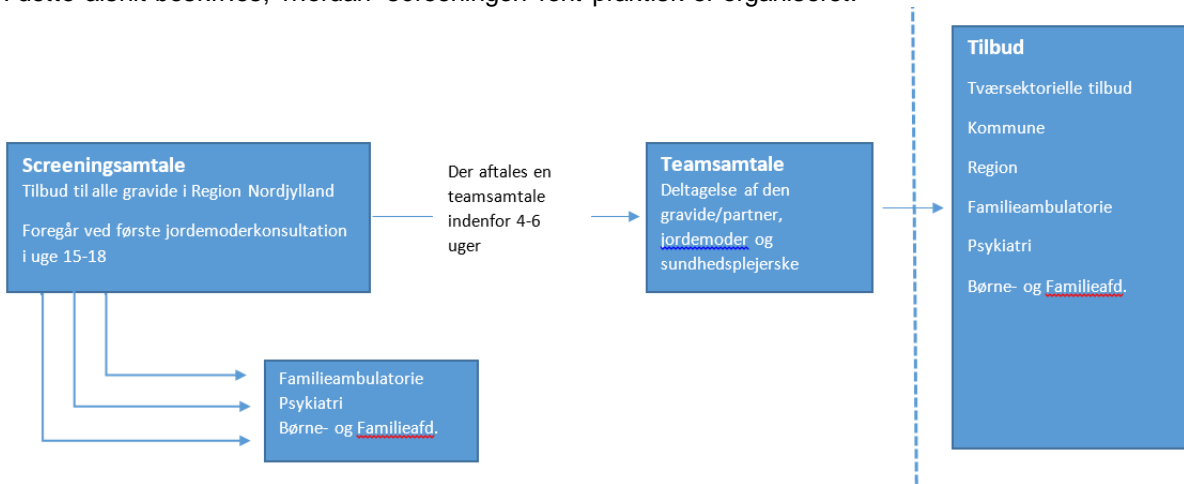 Screeningsamtale
Tilbud til alle gravide i Region Nordjylland
Foregår ved første jordemoderkonsultation
i uge 15-18
Der aftales en
teamsamtale
indenfor 4-6
uger
Teamsamtale
Deltagelse af den
gravide/partner,
jordemoder og
sundhedsplejerske
Tilbud
Tværsektorielle tilbud
Kommune
Region
Familieambulatorie
Psykiatri
Børne- og Familieafd.
Familieambulatorie
Psykiatri
Børne- og Familieafd.